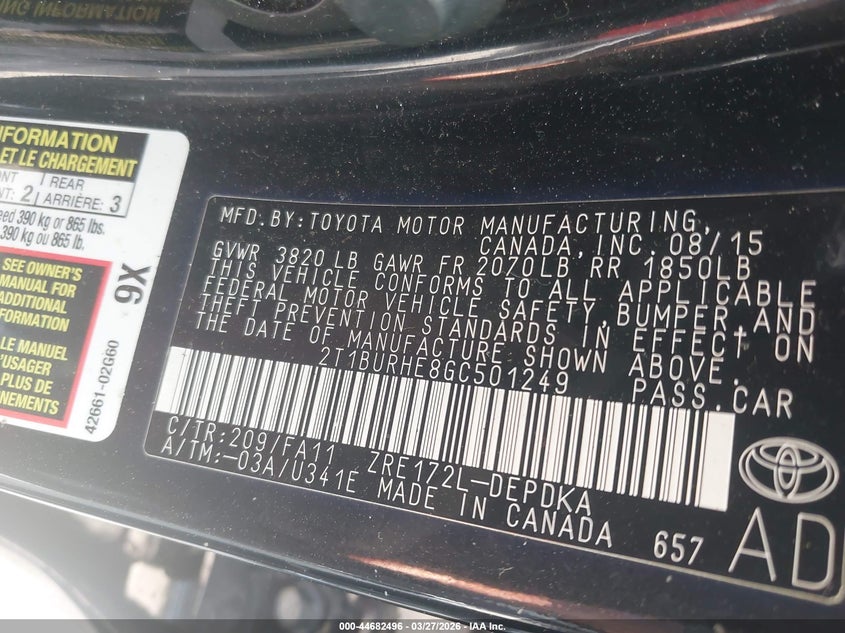 ING INFORMATION
INFORMATION
ET LE CHARGEMENT
REAR
2 ARRIÈRE: 3
390 kg or 865 lbs.
390 kg ou 865 lb.
SEE OWNER'S
MANUAL FOR
ADDITIONAL
INFORMATION
LE MANUEL
L'USAGER
PLUS DE
9X
42661-02G60
MFD.BY:TOYOTA MOTOR MANUFACTURING,
CANADA, INC. 08/15
GVWR 3820LB GAWR FR 2070LB RR 1850LB
THIS VEHICLE CONFORMS TO ALL APPLICABLE
FEDERAL MOTOR VEHICLE SAFETY, BUMPER, AND
THEFT PREVENTION STANDARDS IN EFFECT ON
THE DATE OF MANUFACTURE SHOWN ABOVE.
2T1BURHE8GC501249 PASS.CAR
C/TR:209/FA11 ZRE172L-DEPDKA
A/TM:-03A/U341E MADE IN CANADA
657
AD
000-44682496 - 03/27/2026 - IAA Inc.